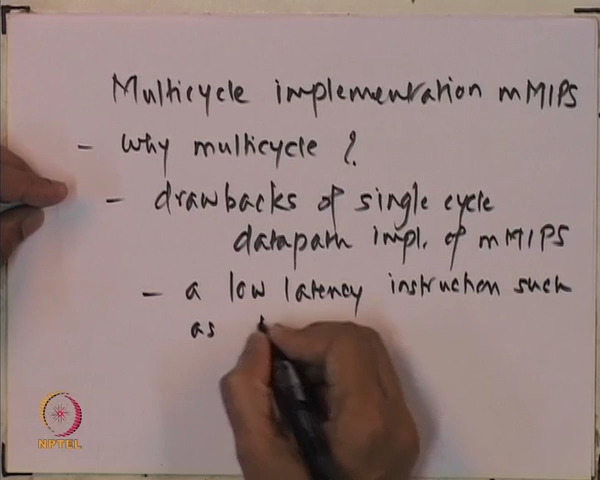 Multicycle implementation mMIPS
- why multicycle ?
- drawbacks of single cycle
datapath impl. of mMIPS
- a low latency instruction such
as
NPTEL